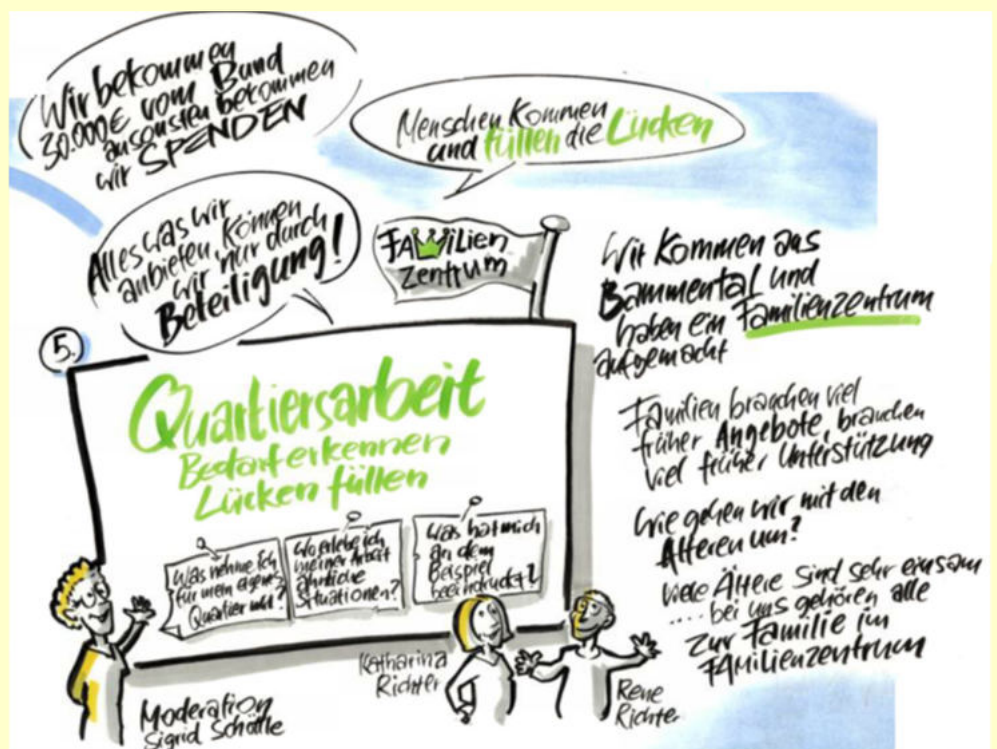 Wir bekommen
30.000€ vom Bund
ansonsten bekommen
wir SPENDEN
Menschen kommen
und füllen die Lücken
Alles was wir
anbieten, können
wir nur durch
Beteiligung!
FAMILIEN
Zentrum
Wir kommen aus
Bammental und
haben ein Familienzentrum
aufgemacht
5.
Quartiersarbeit
Bedarf erkennen
Lücken füllen
Familien brauchen viel
früher Angebote, brauchen
viel früher Unterstützung
Wie gehen wir mit den
Älteren um?
Viele Ältere sind sehr einsam
.... bei uns gehören alle
zur Familie im
FAMilienzentrum
Was nehme ich
für mein eigenes
Quartier mit?
Wo erlebe ich
in meiner Arbeit
ähnliche
Situationen?
Was hat mich
an dem
Beispiel
beeindruckt?
Moderation
Sigrid
Katharina
Richter
Rene
Richter